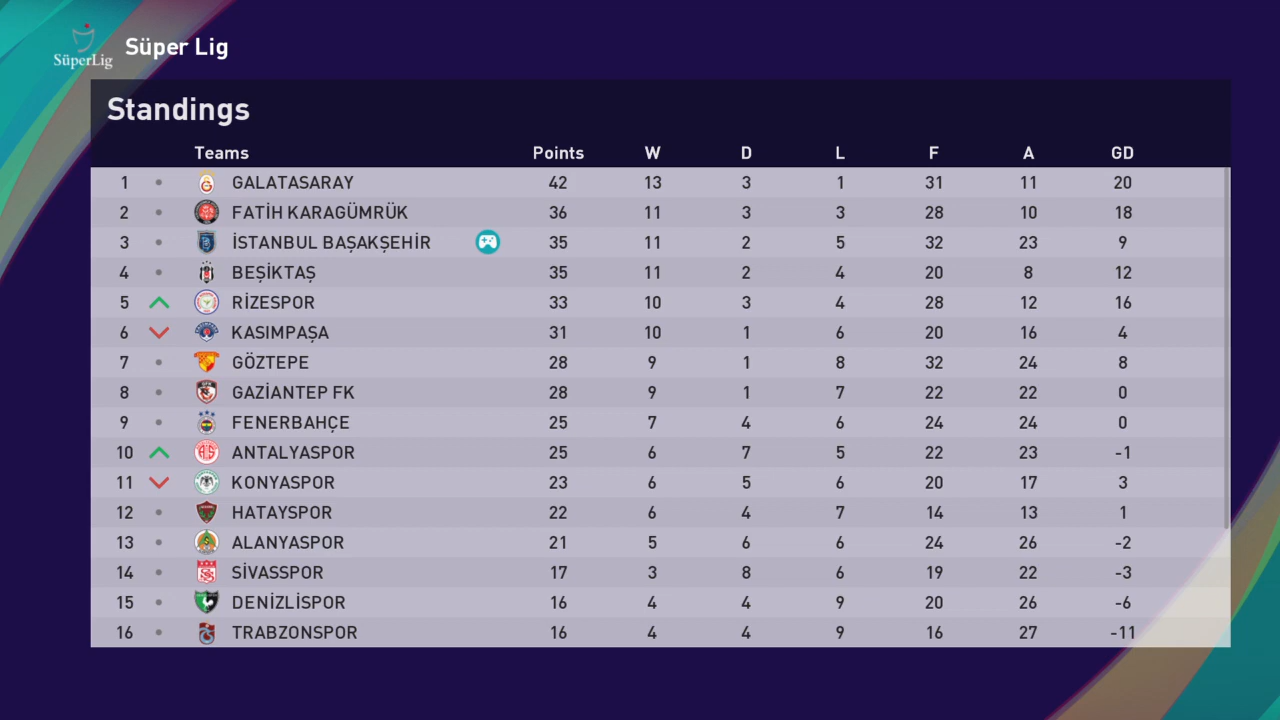 SüperLig Süper Lig
Standings
Teams Points W D L F A GD
1 GALATASARAY 42 13 3 1 31 11 20
2 FATİH KARAGÜMRÜK 36 11 3 3 28 10 18
3 İSTANBUL BAŞAKŞEHİR 35 11 2 5 32 23 9
4 BEŞİKTAŞ 35 11 2 4 20 8 12
5 RİZESPOR 33 10 3 4 28 12 16
6 KASIMPAŞA 31 10 1 6 20 16 4
7 GÖZTEPE 28 9 1 8 32 24 8
8 GAZİANTEP FK 28 9 1 7 22 22 0
9 FENERBAHÇE 25 7 4 6 24 24 0
10 ANTALYASPOR 25 6 7 5 22 23 -1
11 KONYASPOR 23 6 5 6 20 17 3
12 HATAYSPOR 22 6 4 7 14 13 1
13 ALANYASPOR 21 5 6 6 24 26 -2
14 SİVASSPOR 17 3 8 6 19 22 -3
15 DENİZLİSPOR 16 4 4 9 20 26 -6
16 TRABZONSPOR 16 4 4 9 16 27 -11